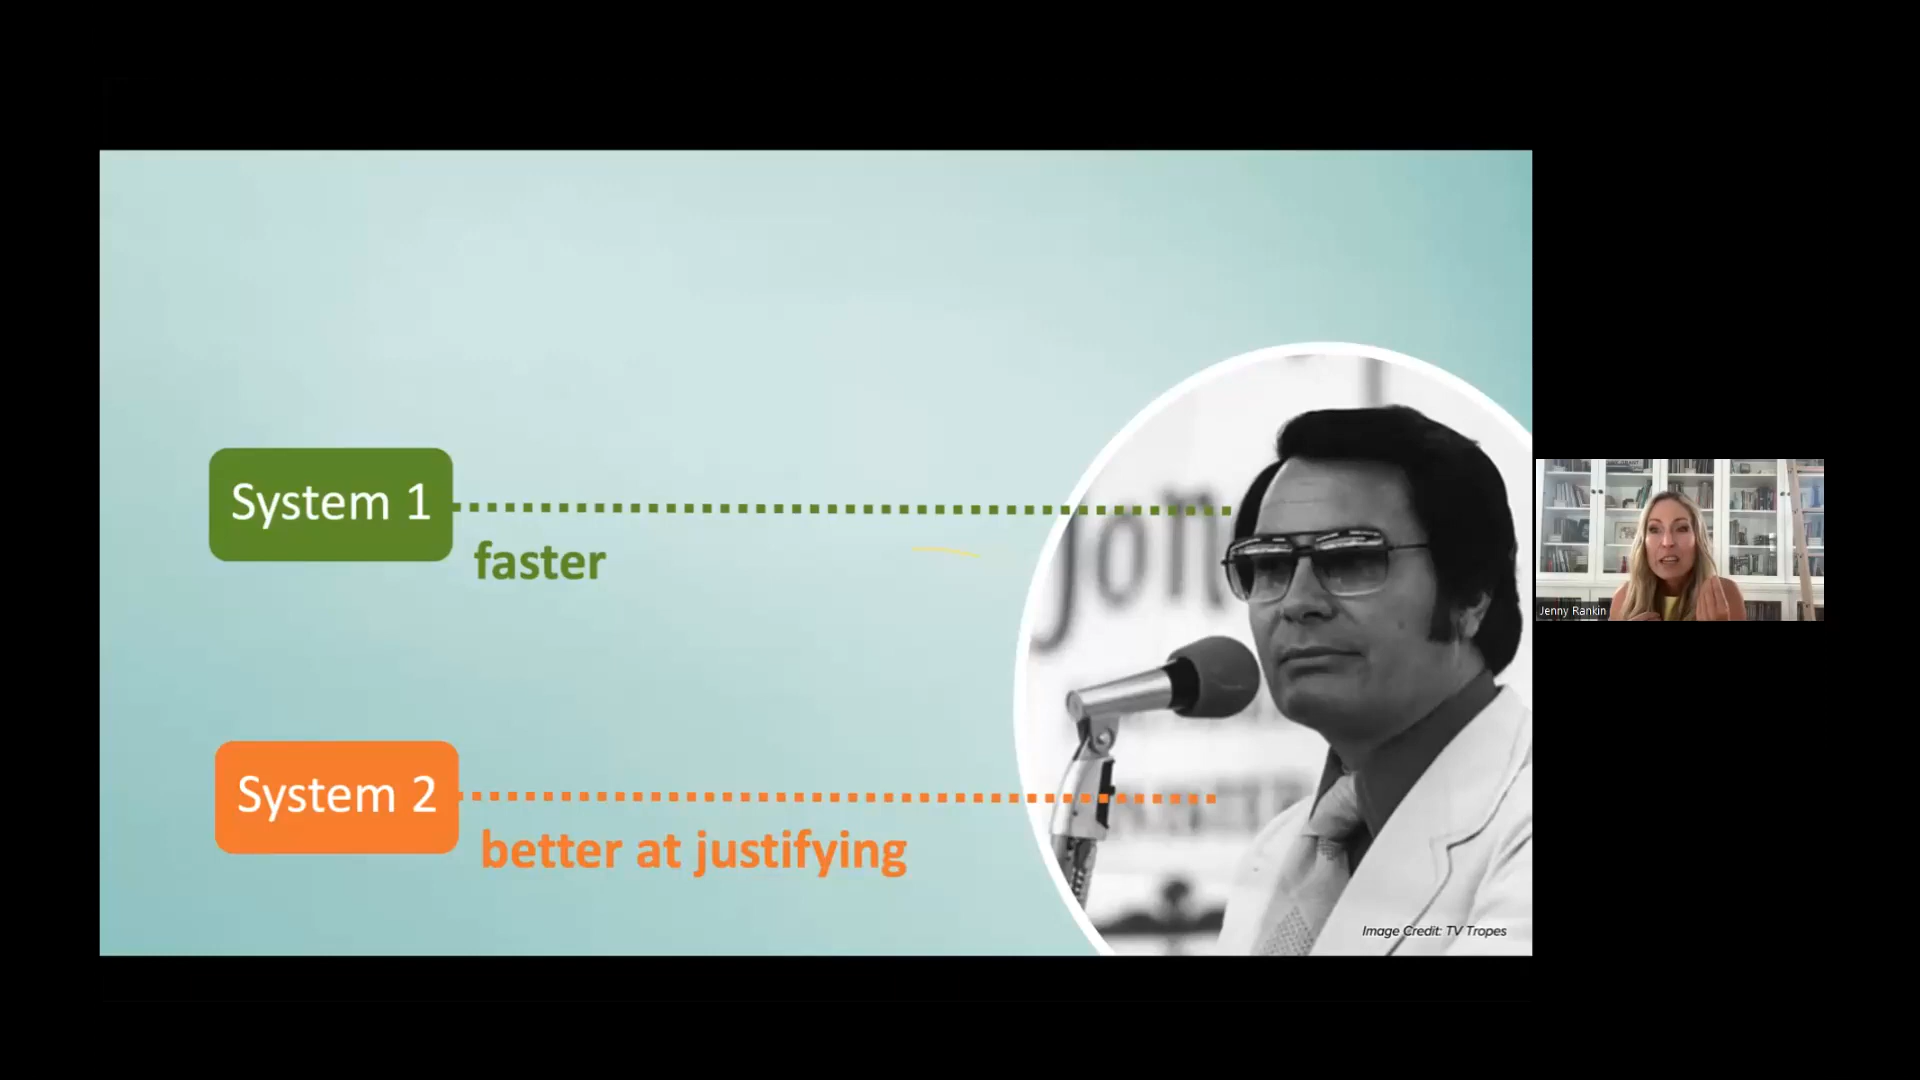 System 1
faster
System 2
better at justifying
Image Credit: TV Tropes
Jenny Rankin